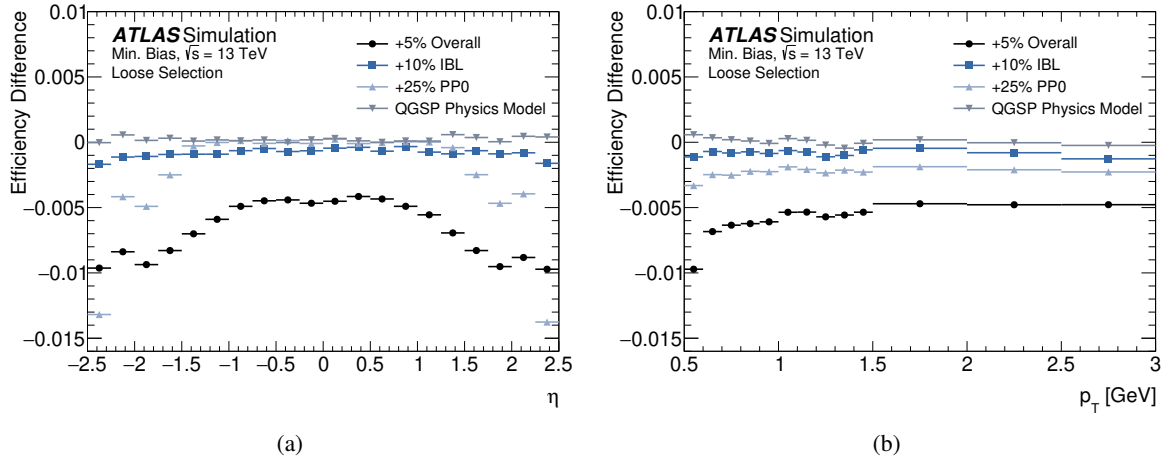 ATLAS Simulation
Min. Bias, √s = 13 TeV
Loose Selection
+5% Overall
+10% IBL
+25% PP0
QGSP Physics Model
Efficiency Difference
0.01
0.005
0
−0.005
−0.01
−0.015
−2.5 −2 −1.5 −1 −0.5 0 0.5 1 1.5 2 2.5
η
(a)
ATLAS Simulation
Min. Bias, √s = 13 TeV
Loose Selection
+5% Overall
+10% IBL
+25% PP0
QGSP Physics Model
Efficiency Difference
0.01
0.005
0
−0.005
−0.01
−0.015
0.5 1 1.5 2 2.5 3
p_T [GeV]
(b)